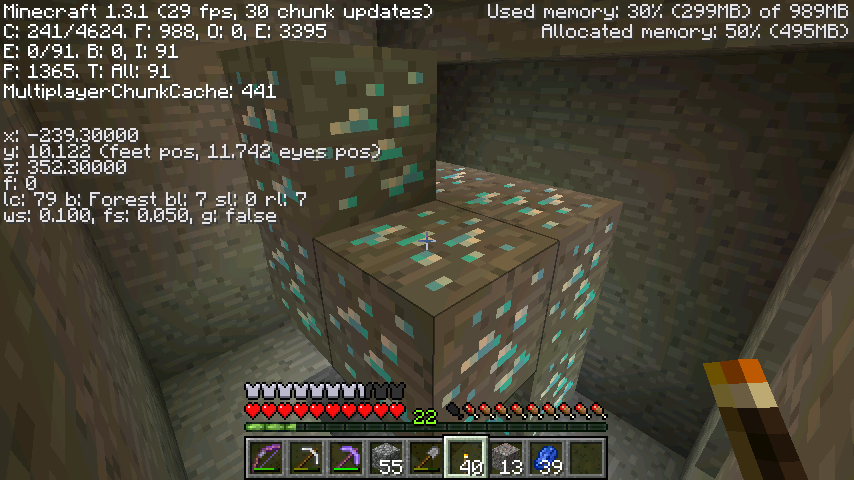 Minecraft 1.3.1 (29 fps, 30 chunk updates)
C: 241/4624. F: 988, O: 0, E: 3395
E: 0/91. B: 0, I: 91
P: 1365. T: All: 91
MultiplayerChunkCache: 441
Used memory: 30% (299MB) of 989MB
Allocated memory: 50% (495MB)
x: -239.30000
y: 10.122 (feet pos, 11.742 eyes pos)
z: 352.30000
f: 0
lc: 79 b: Forest bl: 7 sl: 0 rl: 7
ws: 0.100, fs: 0.050, g: false
22
55 40 13 39